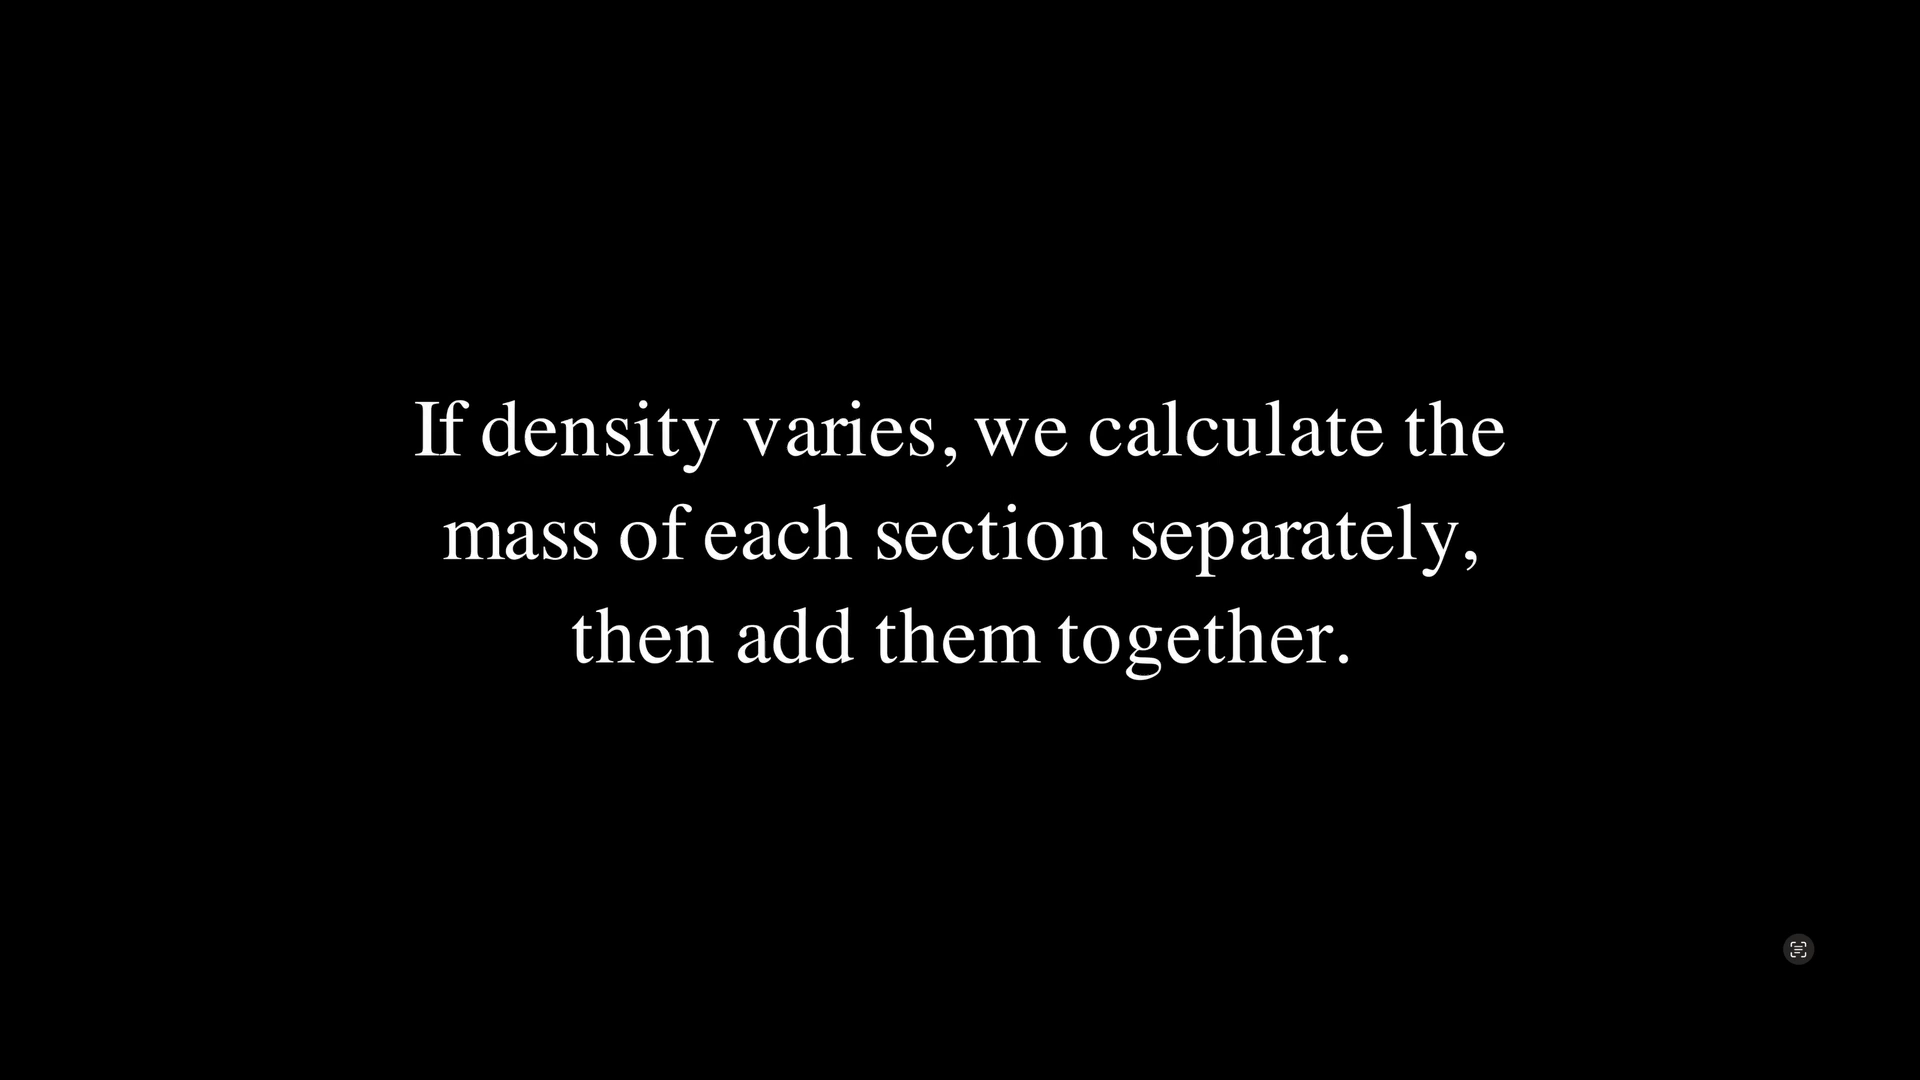 If density varies, we calculate the
mass of each section separately,
then add them together.